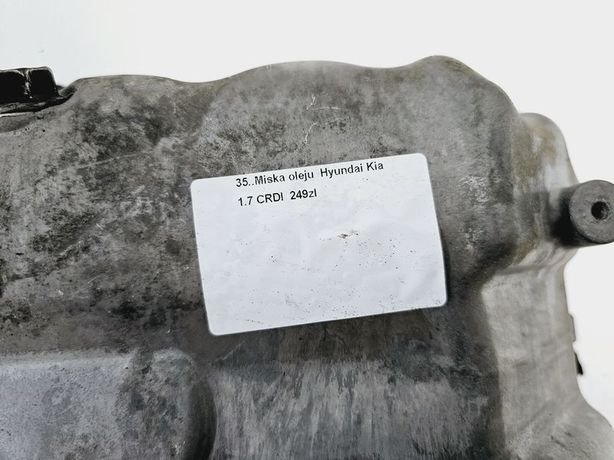 35..Miska oleju Hyundai Kia
1.7 CRDI 249zl